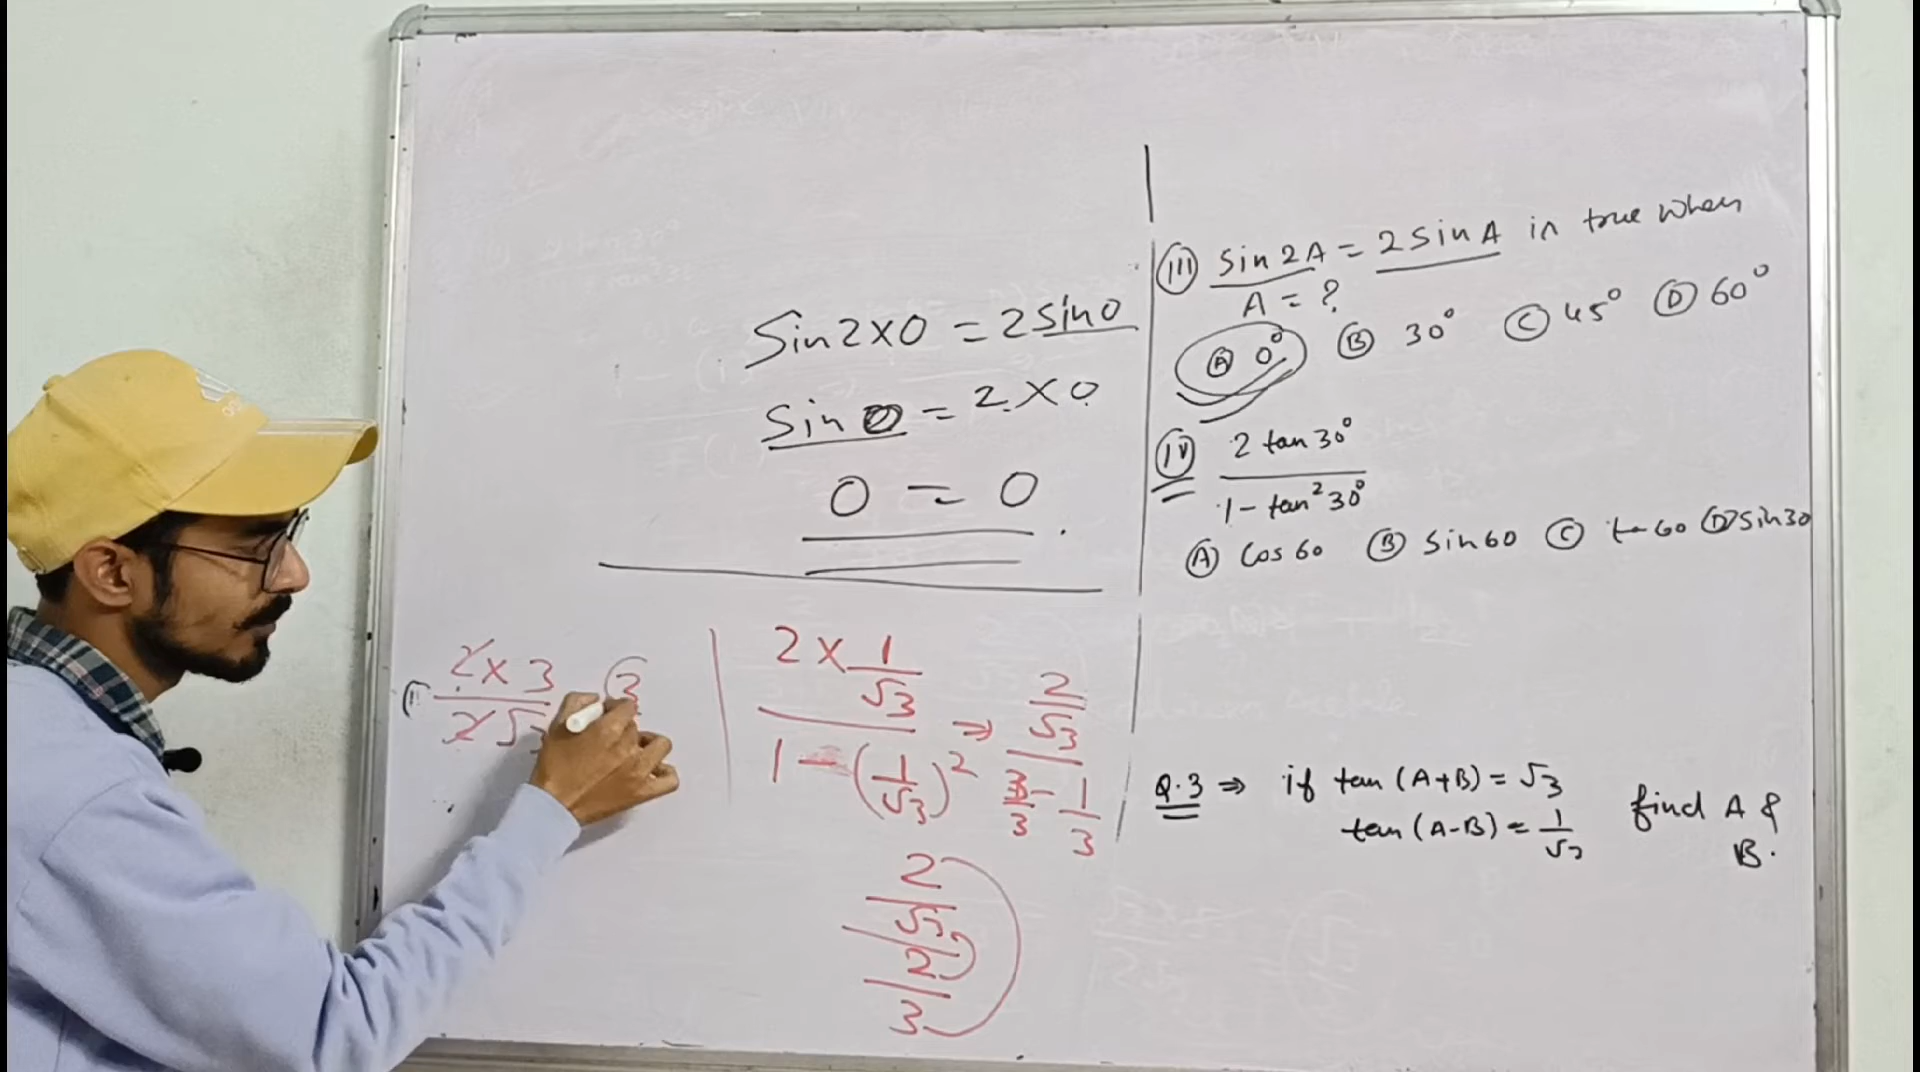 (iii) Sin 2A = 2 Sin A in true when
A = ?
(A) 0° (B) 30° (C) 45° (D) 60°
(iv) 2 tan 30°
1 - tan² 30°
(A) Cos 60 (B) Sin 60 (C) tan 60 (D) Sin 30
Q.3 ⇒ if tan (A+B) = √3
tan (A-B) = 1/√3 find A &
B.
Sin 2×0 = 2 Sin 0
Sin 0 = 2 × 0
0 = 0
2 × 1/√3
1 - (1/√3)² ⇒
2/√3
3/3 - 1/3
2
√3
2
3
2 × 3
2√3
3